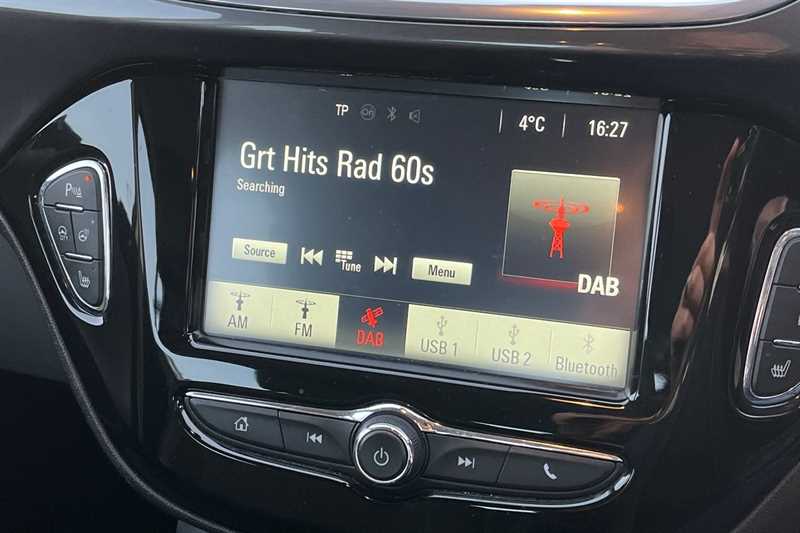 TP On
4°C
16:27
Grt Hits Rad 60s
Searching
DAB
Source
Tune
Menu
AM
FM
DAB
USB 1
USB 2
Bluetooth